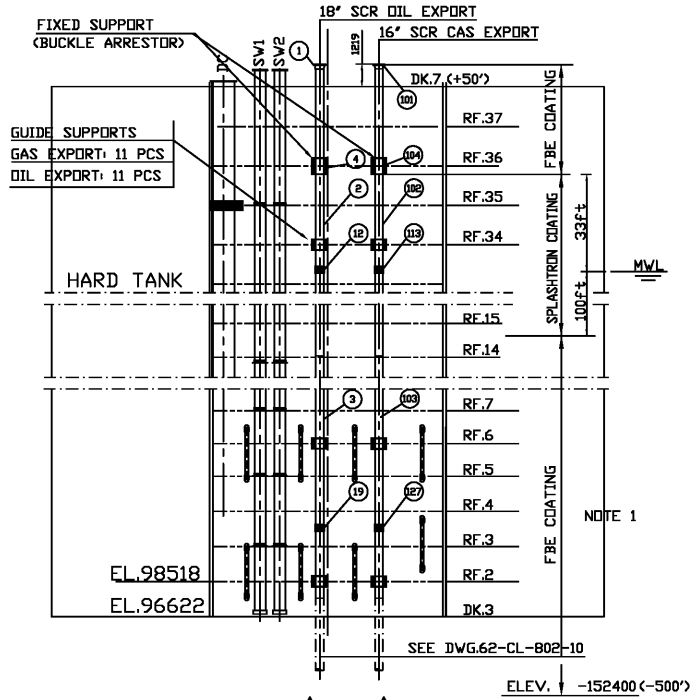 18" SCR OIL EXPORT
FIXED SUPPORT
(BUCKLE ARRESTOR)
16" SCR CAS EXPORT
DC
SW1
SW2
1
1219
DK.7 (+50')
101
FBE COATING
RF.37
GUIDE SUPPORTS
GAS EXPORT: 11 PCS
OIL EXPORT: 11 PCS
4
104
RF.36
2
102
RF.35
33ft
SPLASHTRON COATING
RF.34
12
113
MWL
HARD TANK
100ft
RF.15
RF.14
3
103
RF.7
RF.6
RF.5
FBE COATING
19
127
RF.4
NOTE 1
RF.3
EL.98518
RF.2
EL.96622
DK.3
SEE DWG.62-CL-802-10
ELEV. -152400 (-500')